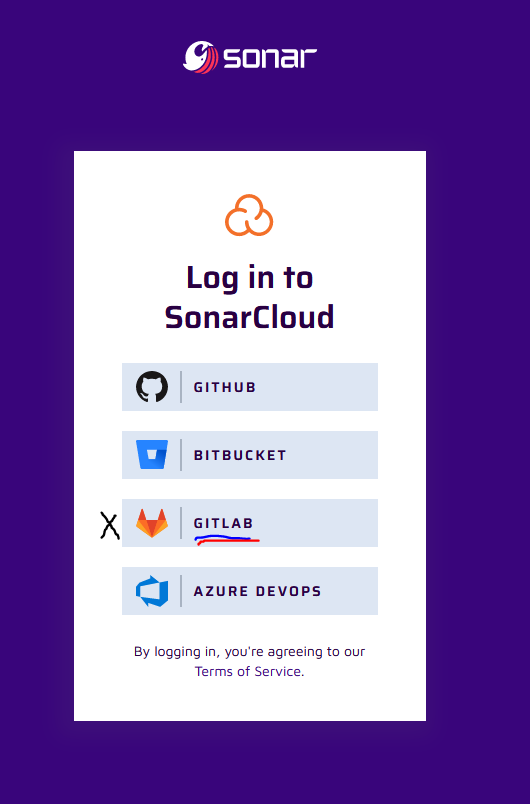 sonar
Log in to
SonarCloud
GITHUB
BITBUCKET
X
GITLAB
AZURE DEVOPS
By logging in, you're agreeing to our
Terms of Service.